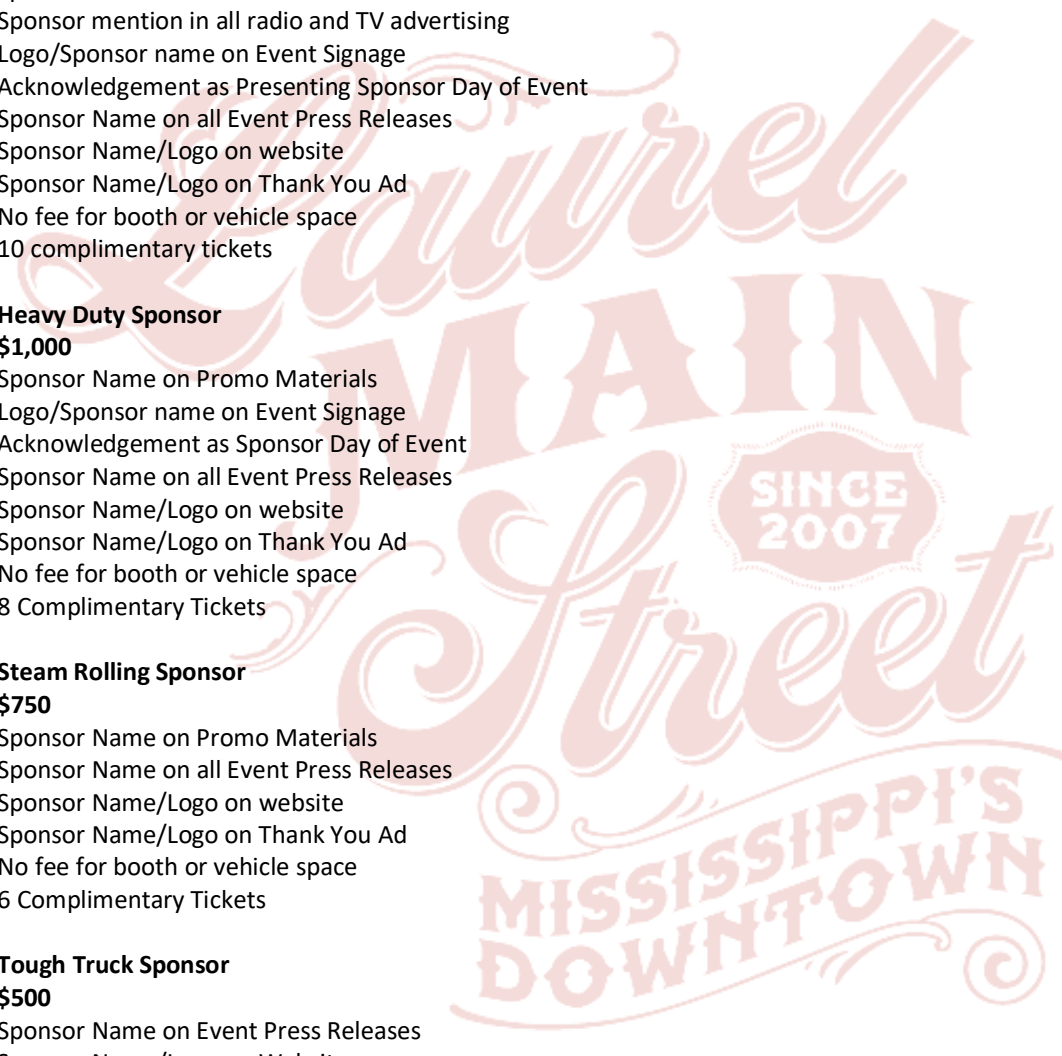 Sponsor mention in all radio and TV advertising
Logo/Sponsor name on Event Signage
Acknowledgement as Presenting Sponsor Day of Event
Sponsor Name on all Event Press Releases
Sponsor Name/Logo on website
Sponsor Name/Logo on Thank You Ad
No fee for booth or vehicle space
10 complimentary tickets
Heavy Duty Sponsor
$1,000
Sponsor Name on Promo Materials
Logo/Sponsor name on Event Signage
Acknowledgement as Sponsor Day of Event
Sponsor Name on all Event Press Releases
Sponsor Name/Logo on website
Sponsor Name/Logo on Thank You Ad
No fee for booth or vehicle space
8 Complimentary Tickets
Steam Rolling Sponsor
$750
Sponsor Name on Promo Materials
Sponsor Name on all Event Press Releases
Sponsor Name/Logo on website
Sponsor Name/Logo on Thank You Ad
No fee for booth or vehicle space
6 Complimentary Tickets
Tough Truck Sponsor
$500
Sponsor Name on Event Press Releases
Laurel
MAIN
SINCE
2007
Street
MISSISSIPPI'S
DOWNTOWN